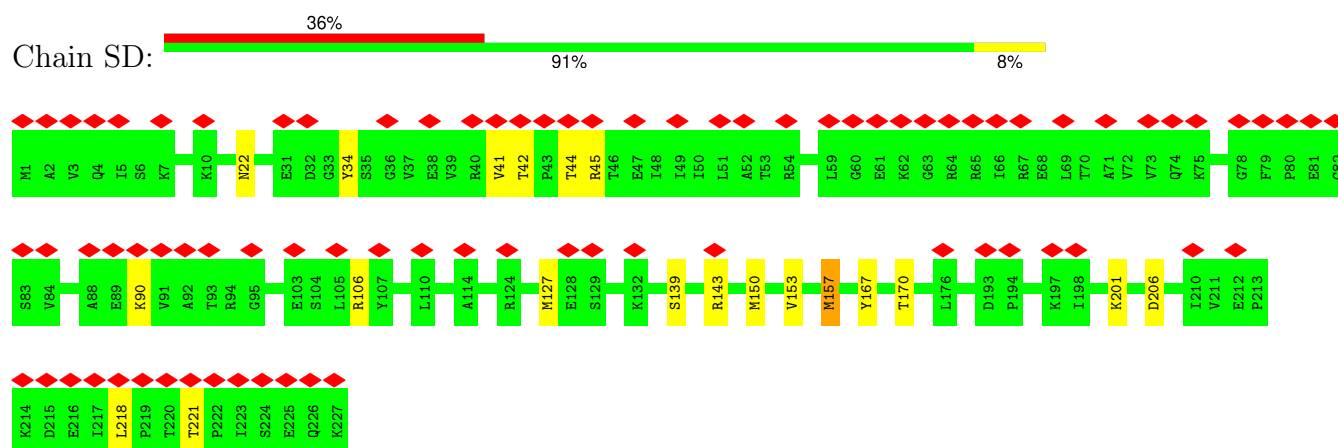 36%
Chain SD:
91% 8%
M1 A2 V3 Q4 I5 S6 K7 K10 N22 E31 D32 G33 Y34 S35 G36 V37 E38 V39 R40 V41 T42 P43 T44 R45 T46 E47 I48 I49 I50 L51 A52 T53 R54 L59 G60 E61 K62 G63 R64 R65 I66 R67 E68 L69 T70 A71 V72 V73 Q74 K75 G78 F79 P80 E81 G82
S83 V84 A88 E89 K90 V91 A92 T93 R94 G95 E103 S104 L105 R106 Y107 L110 A114 R124 M127 E128 S129 K132 S139 R143 M150 V153 M157 Y167 T170 L176 D193 P194 K197 I198 K201 D206 I210 V211 E212 P213
K214 D215 E216 I217 L218 P219 T220 T221 P222 I223 S224 E225 Q226 K227